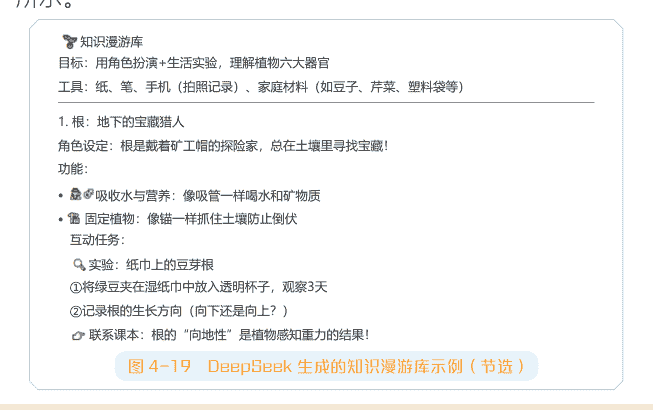 所示。
知识漫游库
目标：用角色扮演+生活实验，理解植物六大器官
工具：纸、笔、手机（拍照记录）、家庭材料（如豆子、芹菜、塑料袋等）
1. 根：地下的宝藏猎人
角色设定：根是戴着矿工帽的探险家，总在土壤里寻找宝藏！
功能：
• 吸收水与营养：像吸管一样喝水和矿物质
• 固定植物：像锚一样抓住土壤防止倒伏
互动任务：
实验：纸巾上的豆芽根
①将绿豆夹在湿纸巾中放入透明杯子，观察3天
②记录根的生长方向（向下还是向上？）
联系课本：根的“向地性”是植物感知重力的结果！
图 4-19 DeepSeek 生成的知识漫游库示例（节选）